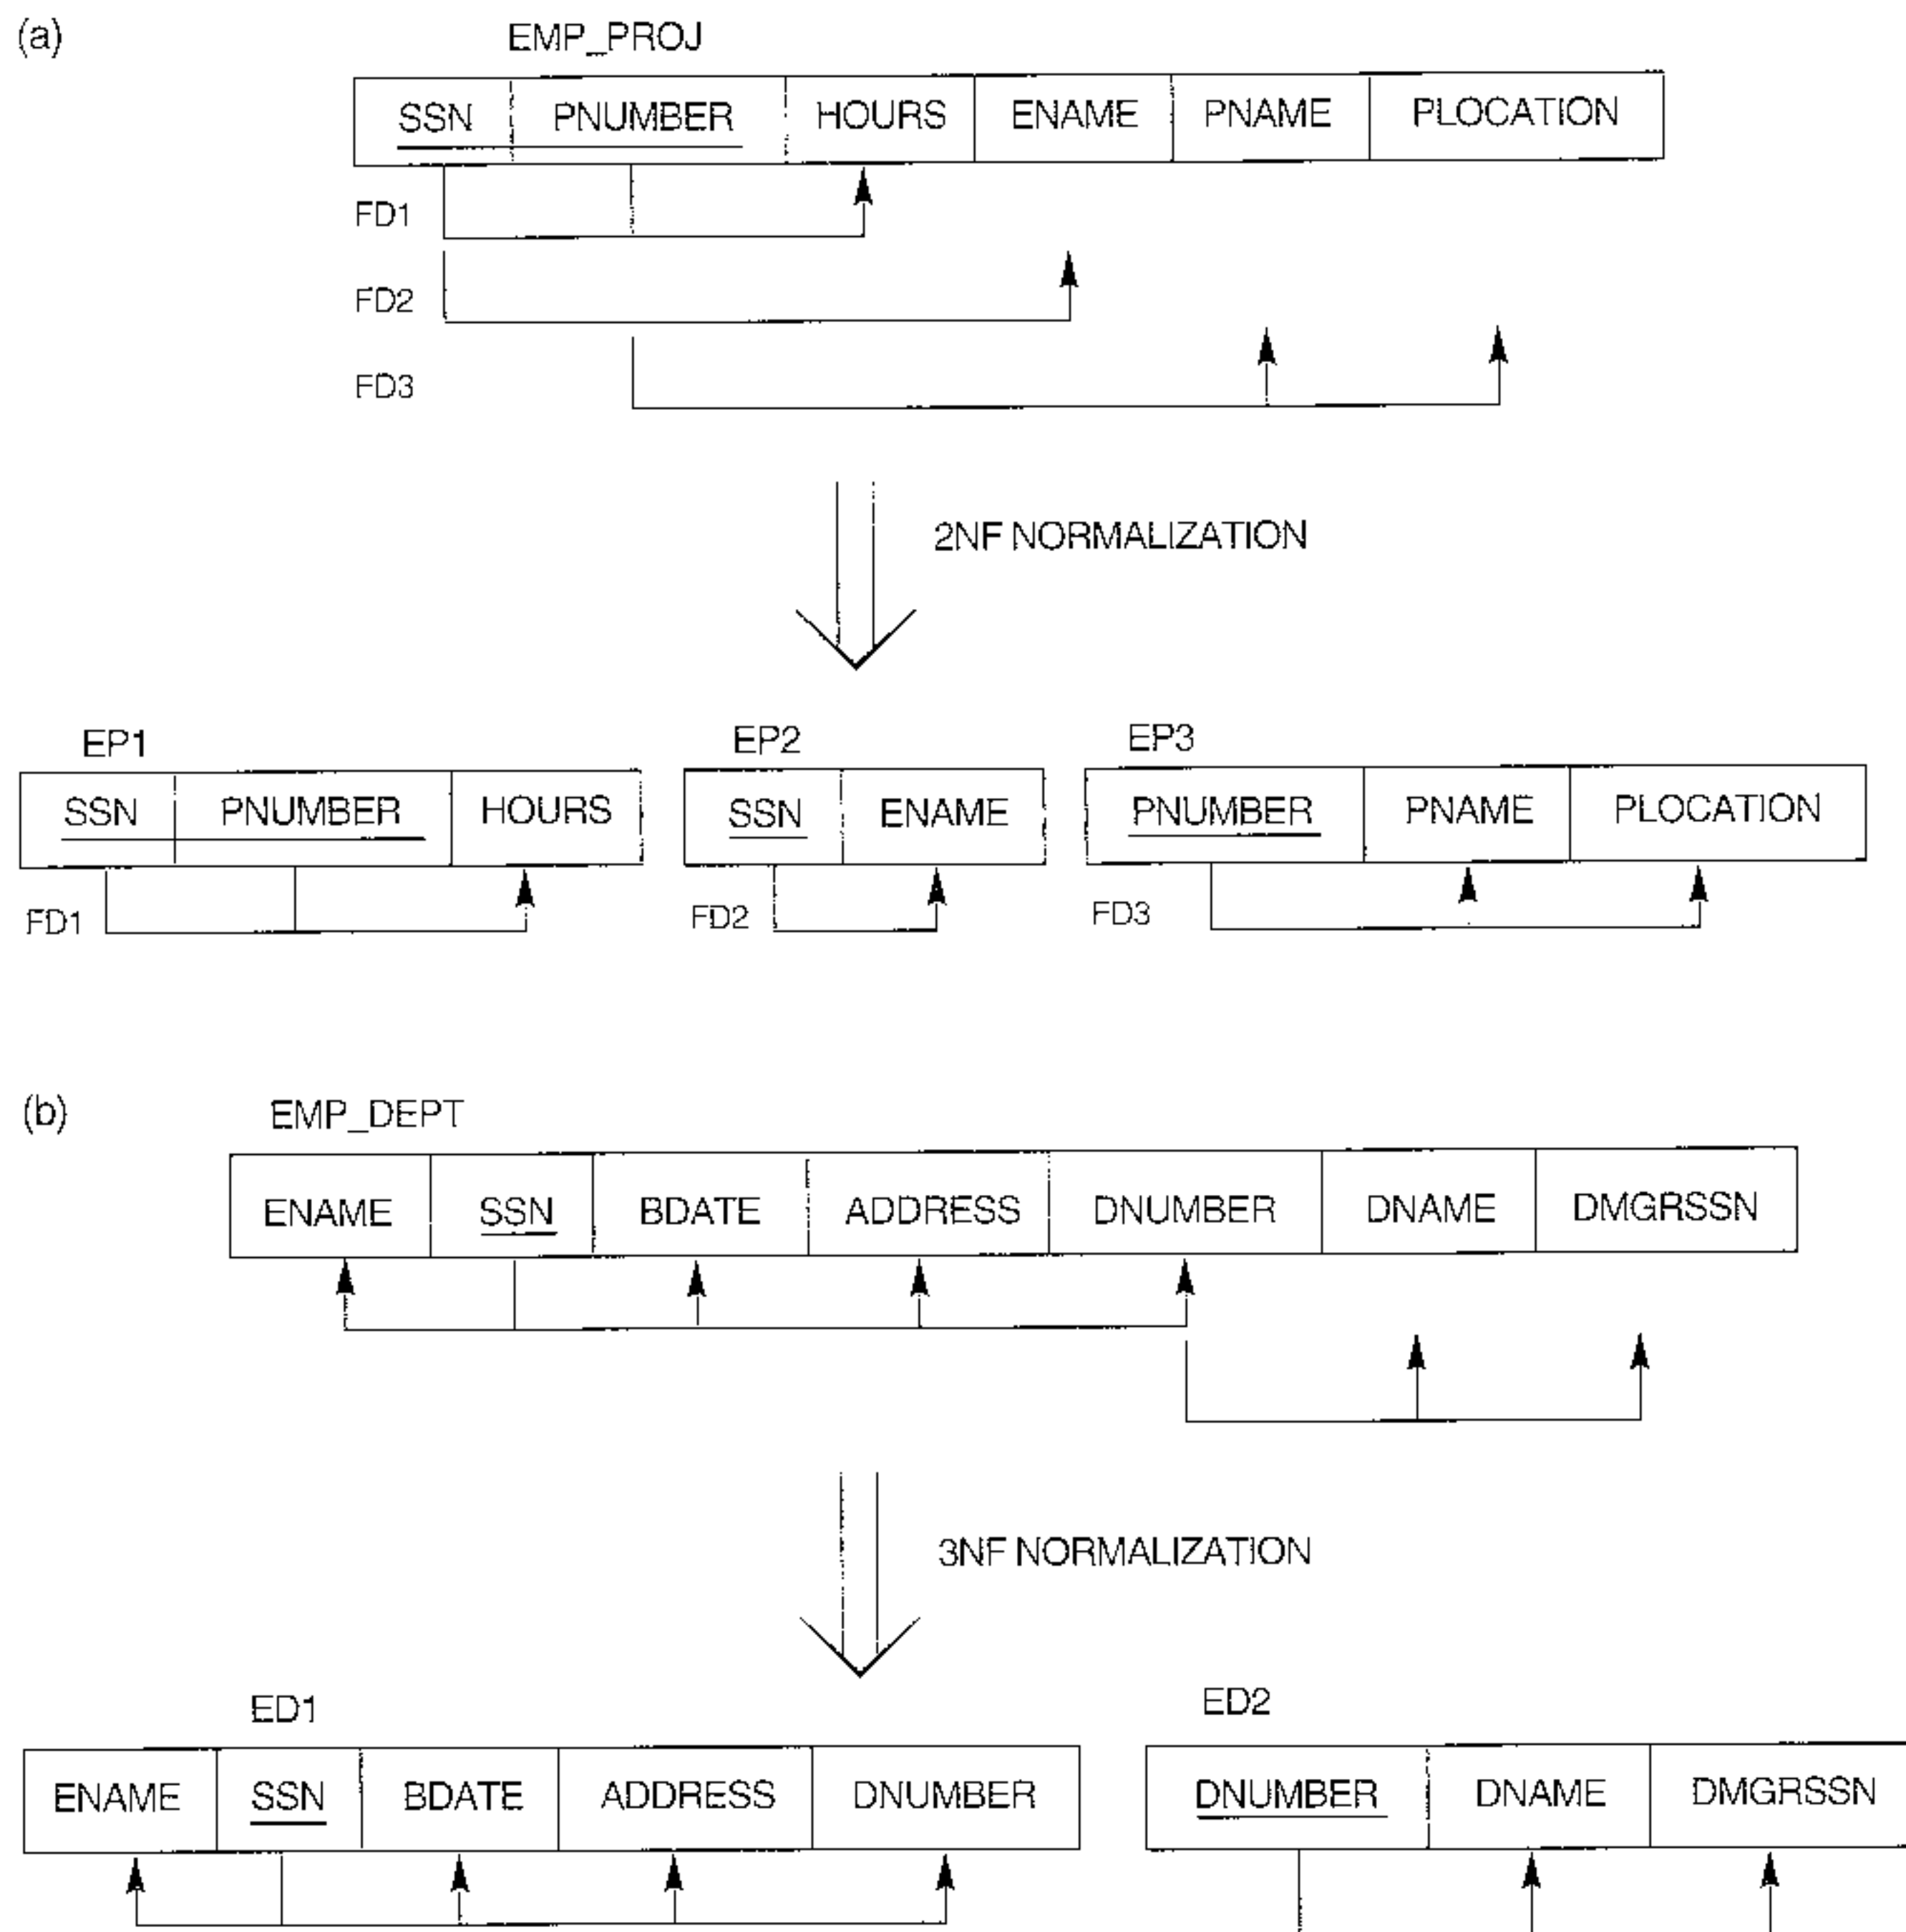 (a)
EMP_PROJ
SSN PNUMBER HOURS ENAME PNAME PLOCATION
FD1
FD2
FD3
2NF NORMALIZATION
EP1 EP2 EP3
SSN PNUMBER HOURS SSN ENAME PNUMBER PNAME PLOCATION
FD1 FD2 FD3
(b)
EMP_DEPT
ENAME SSN BDATE ADDRESS DNUMBER DNAME DMGRSSN
3NF NORMALIZATION
ED1 ED2
ENAME SSN BDATE ADDRESS DNUMBER DNUMBER DNAME DMGRSSN